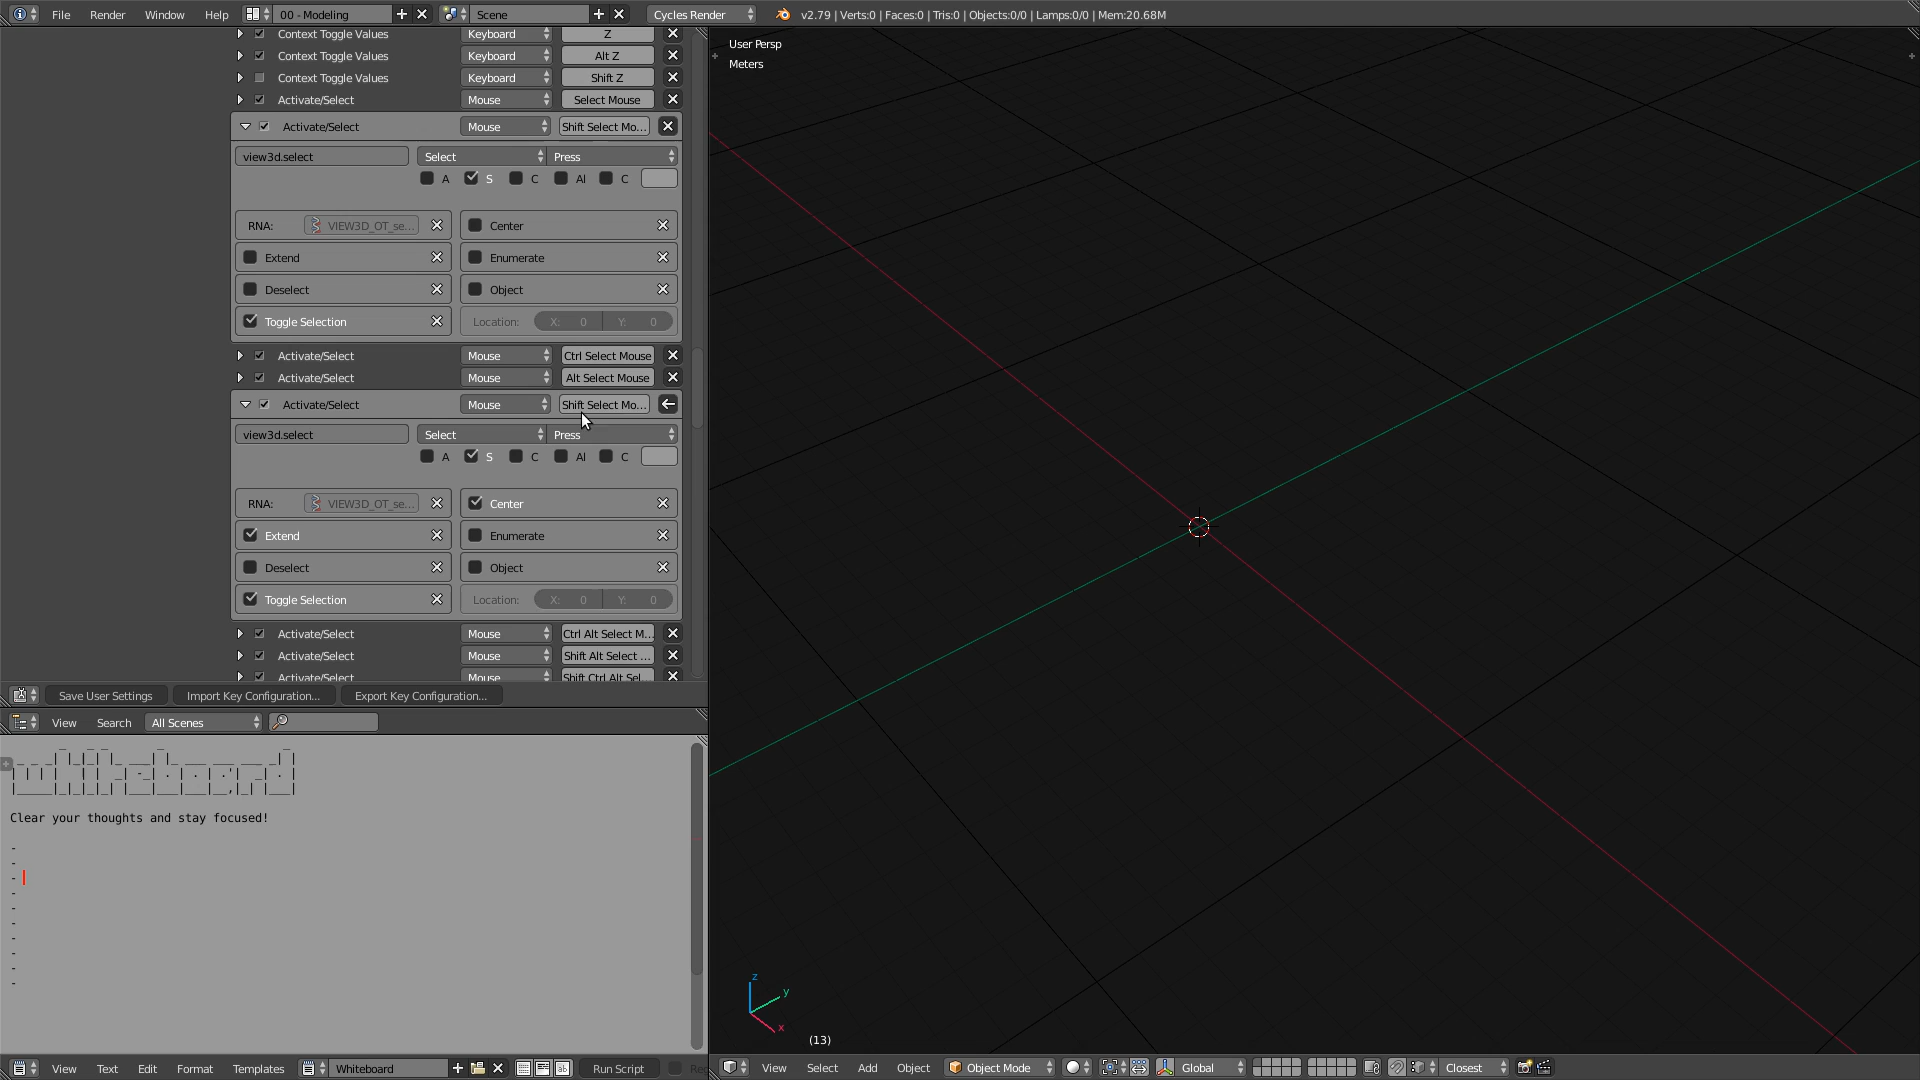 File Render Window Help 00 - Modeling Scene Cycles Render v2.79 | Verts:0 | Faces:0 | Tris:0 | Objects:0/0 | Lamps:0/0 | Mem:20.68M
Context Toggle Values Keyboard Z
Context Toggle Values Keyboard Alt Z
Context Toggle Values Keyboard Shift Z
Activate/Select Mouse Select Mouse
Activate/Select Mouse Shift Select Mo...
view3d.select Select Press
A S C Al C
RNA: VIEW3D_OT_se... Center
Extend Enumerate
Deselect Object
Toggle Selection Location: X: 0 Y: 0
Activate/Select Mouse Ctrl Select Mouse
Activate/Select Mouse Alt Select Mouse
Activate/Select Mouse Shift Select Mo...
view3d.select Select Press
A S C Al C
RNA: VIEW3D_OT_se... Center
Extend Enumerate
Deselect Object
Toggle Selection Location: X: 0 Y: 0
Activate/Select Mouse Ctrl Alt Select M...
Activate/Select Mouse Shift Alt Select ...
Activate/Select Mouse Shift Ctrl Alt Sel...
Save User Settings Import Key Configuration... Export Key Configuration...
View Search All Scenes
whiteboard
Clear your thoughts and stay focused!
-
-
-
-
-
-
-
-
-
-
View Text Edit Format Templates Whiteboard Run Script
User Persp
Meters
z
y
x
(13)
View Select Add Object Object Mode Global Closest